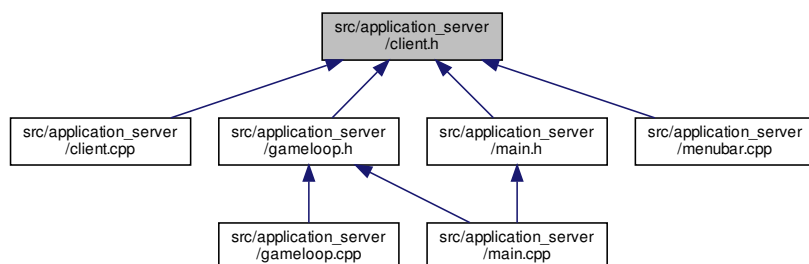 src/application_server
/client.h
src/application_server
/client.cpp
src/application_server
/gameloop.h
src/application_server
/main.h
src/application_server
/menubar.cpp
src/application_server
/gameloop.cpp
src/application_server
/main.cpp